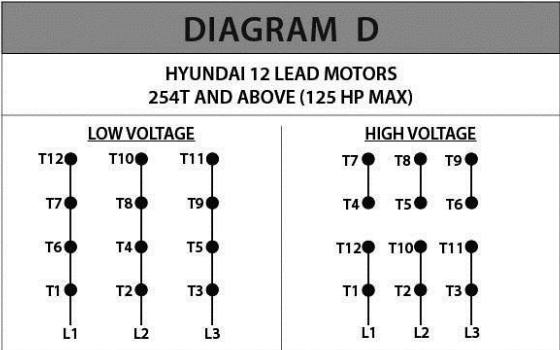 DIAGRAM D
HYUNDAI 12 LEAD MOTORS
254T AND ABOVE (125 HP MAX)
LOW VOLTAGE
T12 T10 T11
T7 T8 T9
T6 T4 T5
T1 T2 T3
L1 L2 L3
HIGH VOLTAGE
T7 T8 T9
T4 T5 T6
T12 T10 T11
T1 T2 T3
L1 L2 L3